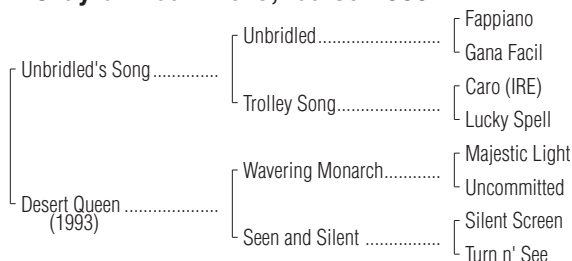 Unbridled's Song..............
Unbridled.........................
Fappiano
Gana Facil
Trolley Song.....................
Caro (IRE)
Lucky Spell
Desert Queen ...................
(1993)
Wavering Monarch............
Majestic Light
Uncommitted
Seen and Silent ................
Silent Screen
Turn n' See